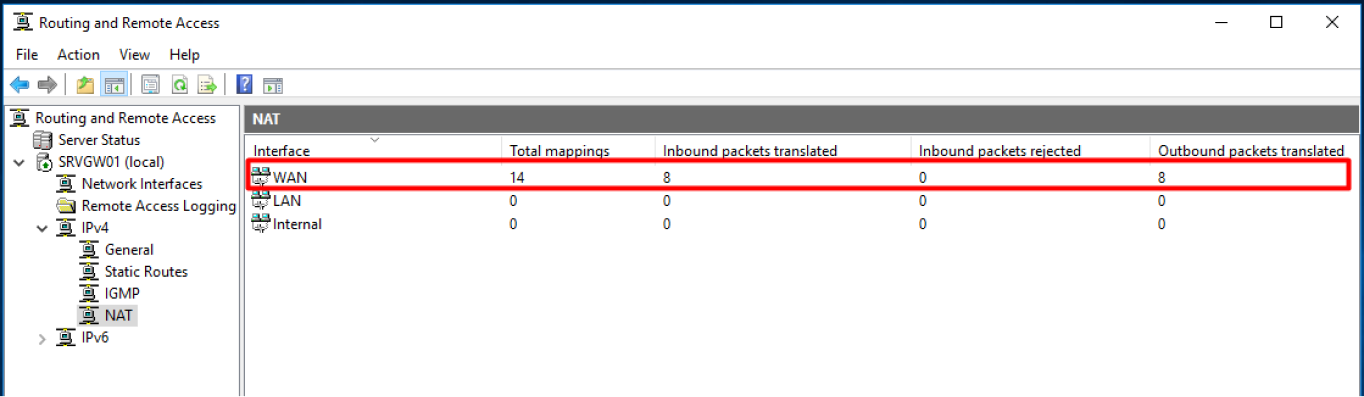 Routing and Remote Access
File Action View Help
Routing and Remote Access
Server Status
SRVGW01 (local)
Network Interfaces
Remote Access Logging
IPv4
General
Static Routes
IGMP
NAT
IPv6
NAT
Interface Total mappings Inbound packets translated Inbound packets rejected Outbound packets translated
WAN 14 8 0 8
LAN 0 0 0 0
Internal 0 0 0 0